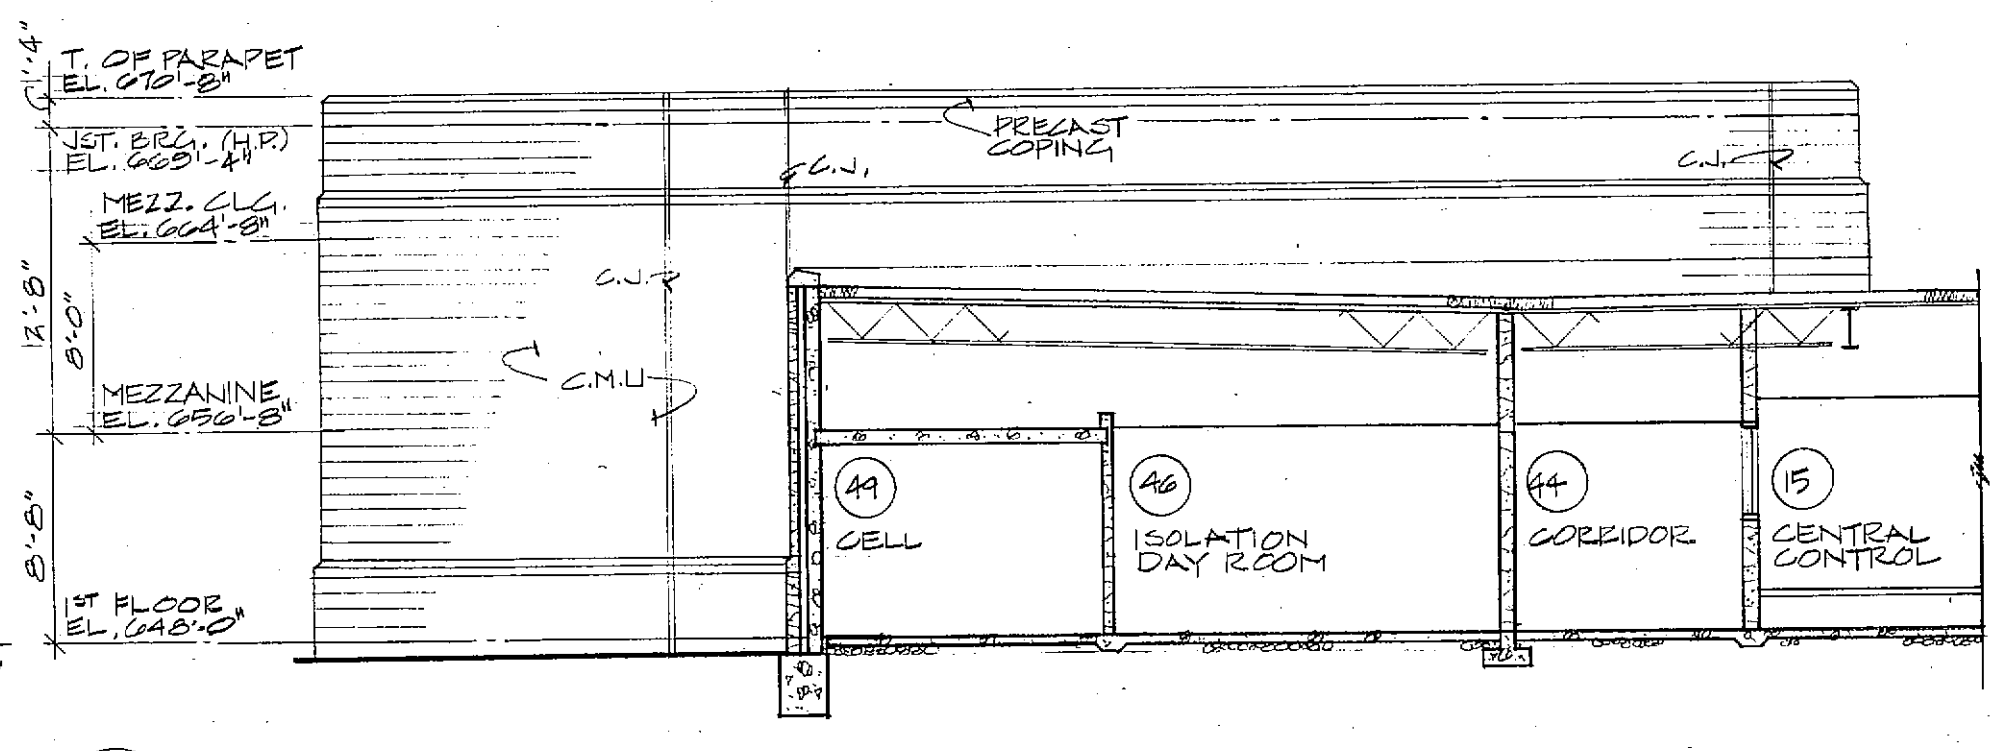 1'-4"
T. OF PARAPET
EL. 670'-8"
JST. BRG. (H.P.)
EL. 669'-4"
MEZZ. CLG.
EL. 664'-8"
12'-8"
8'-0"
MEZZANINE
EL. 656'-8"
8'-8"
1ST FLOOR
EL. 648'-0"
PRECAST
COPING
C.J.
C.J.
C.J.
C.M.U
49
CELL
46
ISOLATION
DAY ROOM
44
CORRIDOR
15
CENTRAL
CONTROL